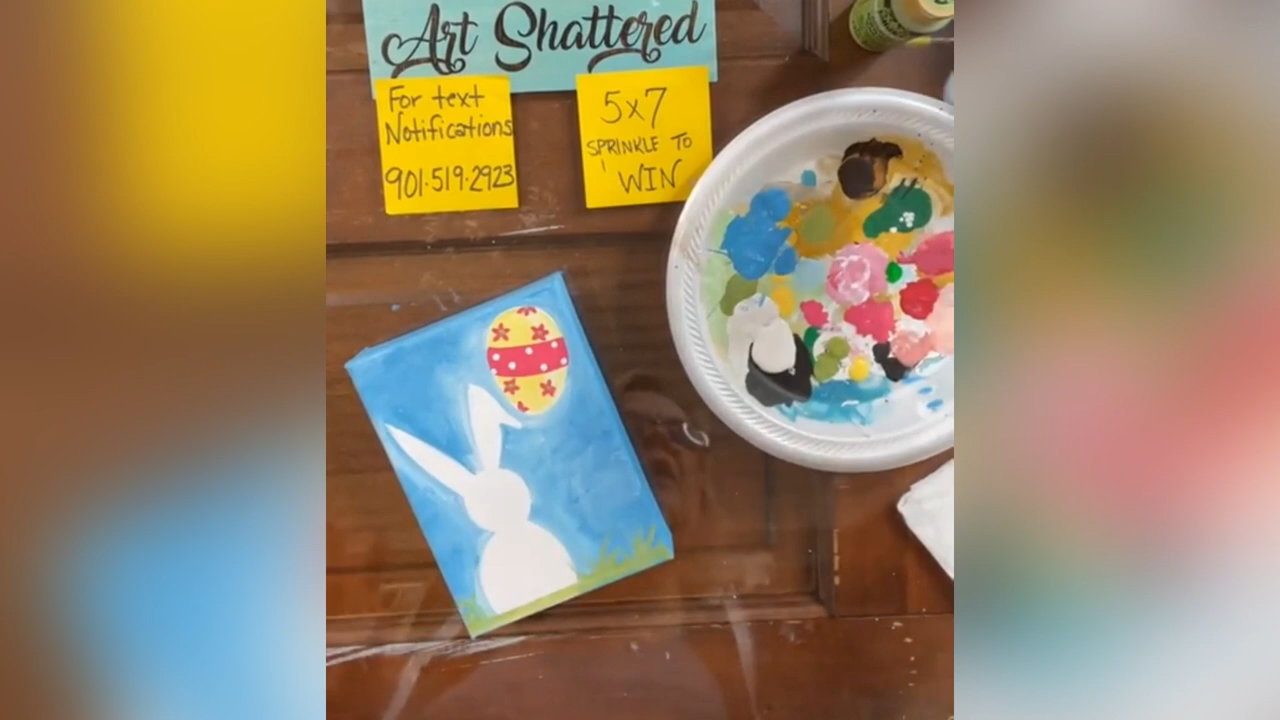 Art Shattered
For text
Notifications
901·519·2923
5x7
SPRINKLE TO
WIN